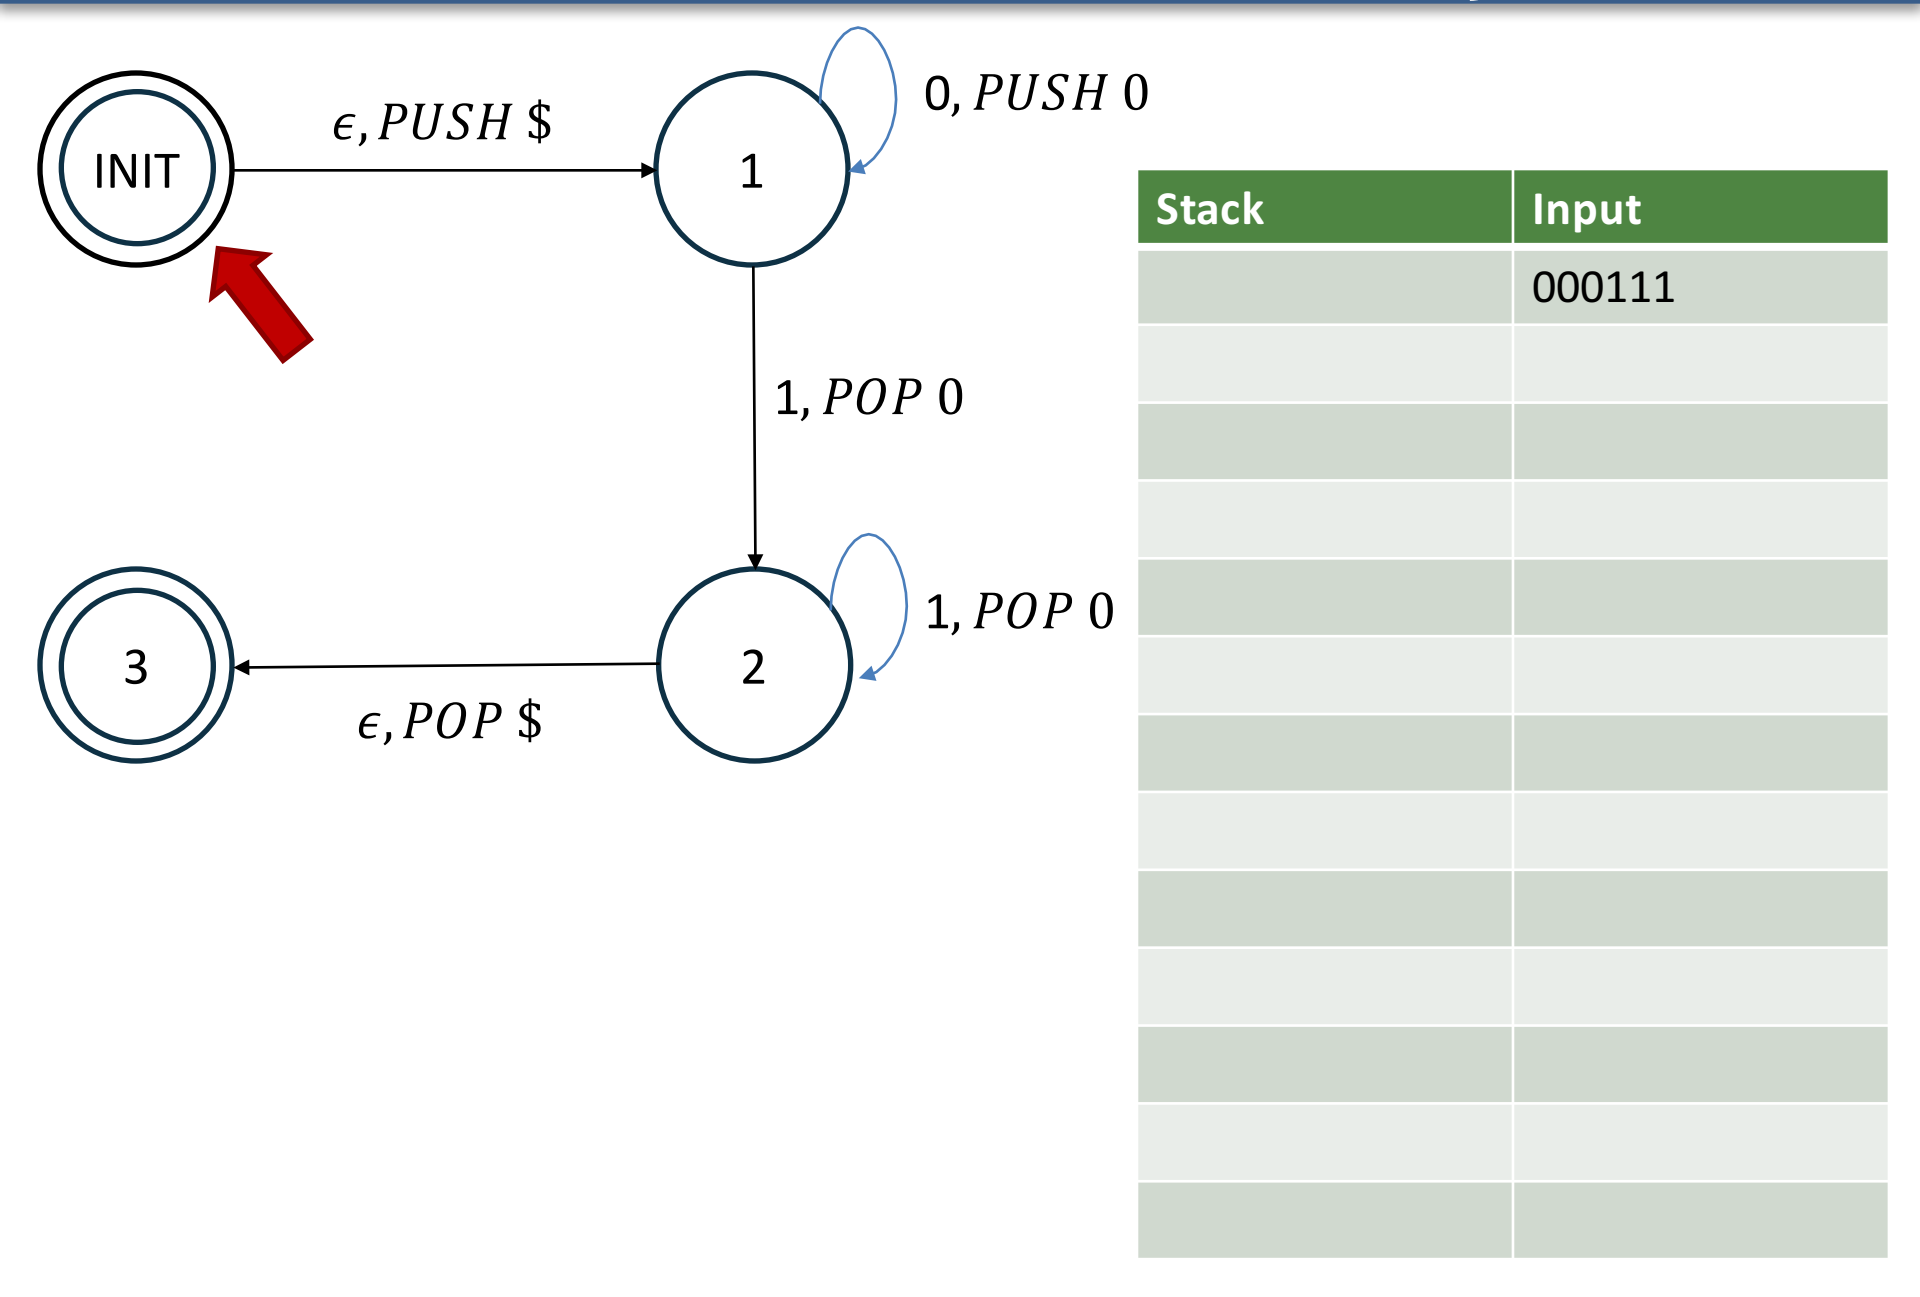 INIT
ϵ, PUSH $
1
0, PUSH 0
1, POP 0
3
ϵ, POP $
2
1, POP 0
Stack Input
000111